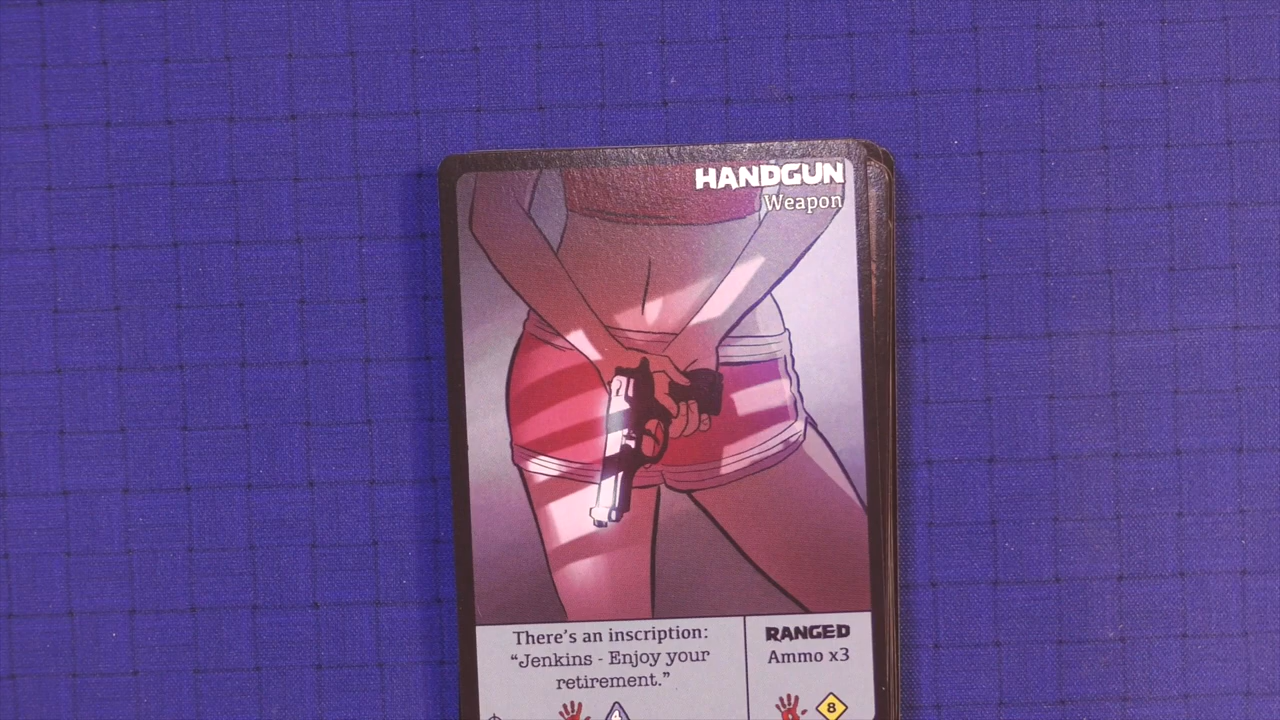 HANDGUN
Weapon
There's an inscription:
"Jenkins - Enjoy your
retirement."
RANGED
Ammo x3
4
8